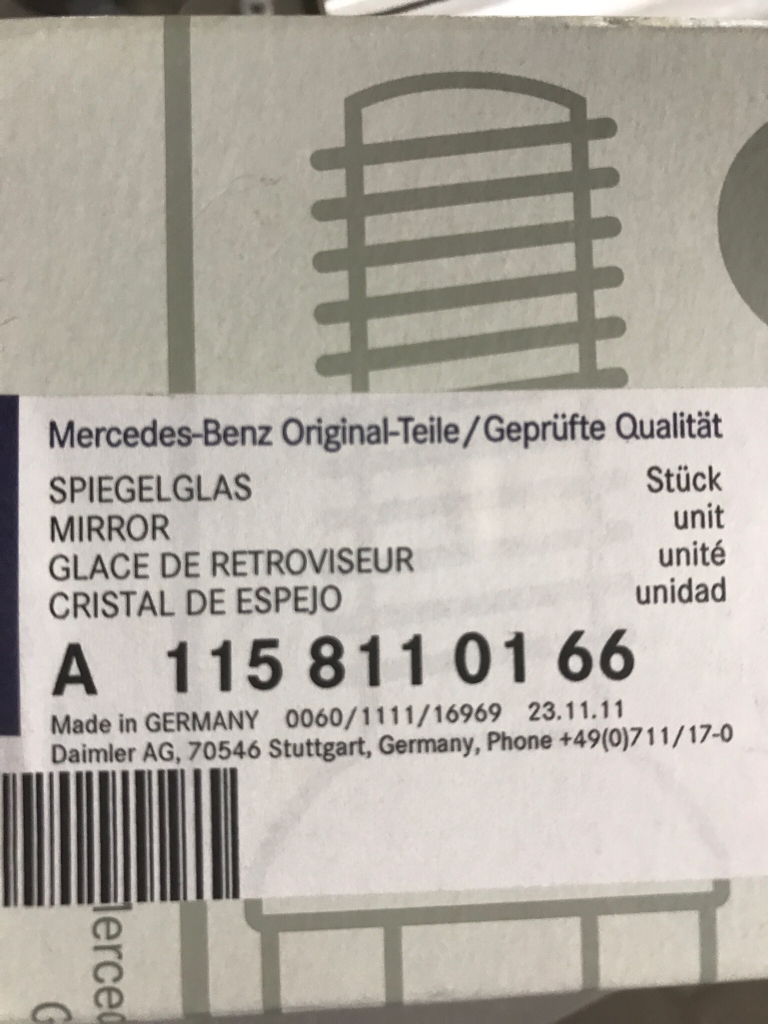 Mercedes-Benz Original-Teile/Geprüfte Qualität
SPIEGELGLAS Stück
MIRROR unit
GLACE DE RETROVISEUR unité
CRISTAL DE ESPEJO unidad
A 115 811 01 66
Made in GERMANY 0060/1111/16969 23.11.11
Daimler AG, 70546 Stuttgart, Germany, Phone +49(0)711/17-0